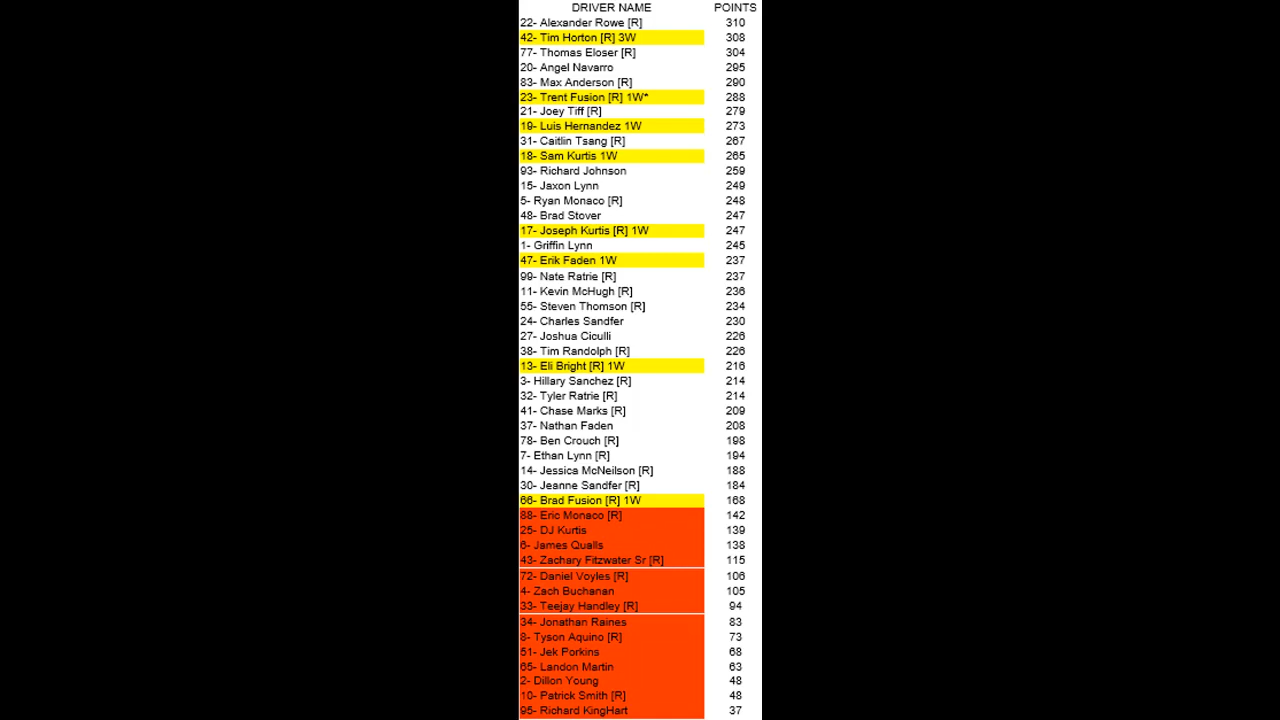 DRIVER NAME POINTS
22- Alexander Rowe [R] 310
42- Tim Horton [R] 3W 308
77- Thomas Eloser [R] 304
20- Angel Navarro 295
83- Max Anderson [R] 290
23- Trent Fusion [R] 1W* 288
21- Joey Tiff [R] 279
19- Luis Hernandez 1W 273
31- Caitlin Tsang [R] 267
18- Sam Kurtis 1W 265
93- Richard Johnson 259
15- Jaxon Lynn 249
5- Ryan Monaco [R] 248
48- Brad Stover 247
17- Joseph Kurtis [R] 1W 247
1- Griffin Lynn 245
47- Erik Faden 1W 237
99- Nate Ratrie [R] 237
11- Kevin McHugh [R] 236
55- Steven Thomson [R] 234
24- Charles Sandfer 230
27- Joshua Ciculli 226
38- Tim Randolph [R] 226
13- Eli Bright [R] 1W 216
3- Hillary Sanchez [R] 214
32- Tyler Ratrie [R] 214
41- Chase Marks [R] 209
37- Nathan Faden 208
78- Ben Crouch [R] 198
7- Ethan Lynn [R] 194
14- Jessica McNeilson [R] 188
30- Jeanne Sandfer [R] 184
66- Brad Fusion [R] 1W 168
88- Eric Monaco [R] 142
25- DJ Kurtis 139
6- James Qualls 138
43- Zachary Fitzwater Sr [R] 115
72- Daniel Voyles [R] 106
4- Zach Buchanan 105
33- Teejay Handley [R] 94
34- Jonathan Raines 83
8- Tyson Aquino [R] 73
51- Jek Porkins 68
65- Landon Martin 63
2- Dillon Young 48
10- Patrick Smith [R] 48
95- Richard KingHart 37